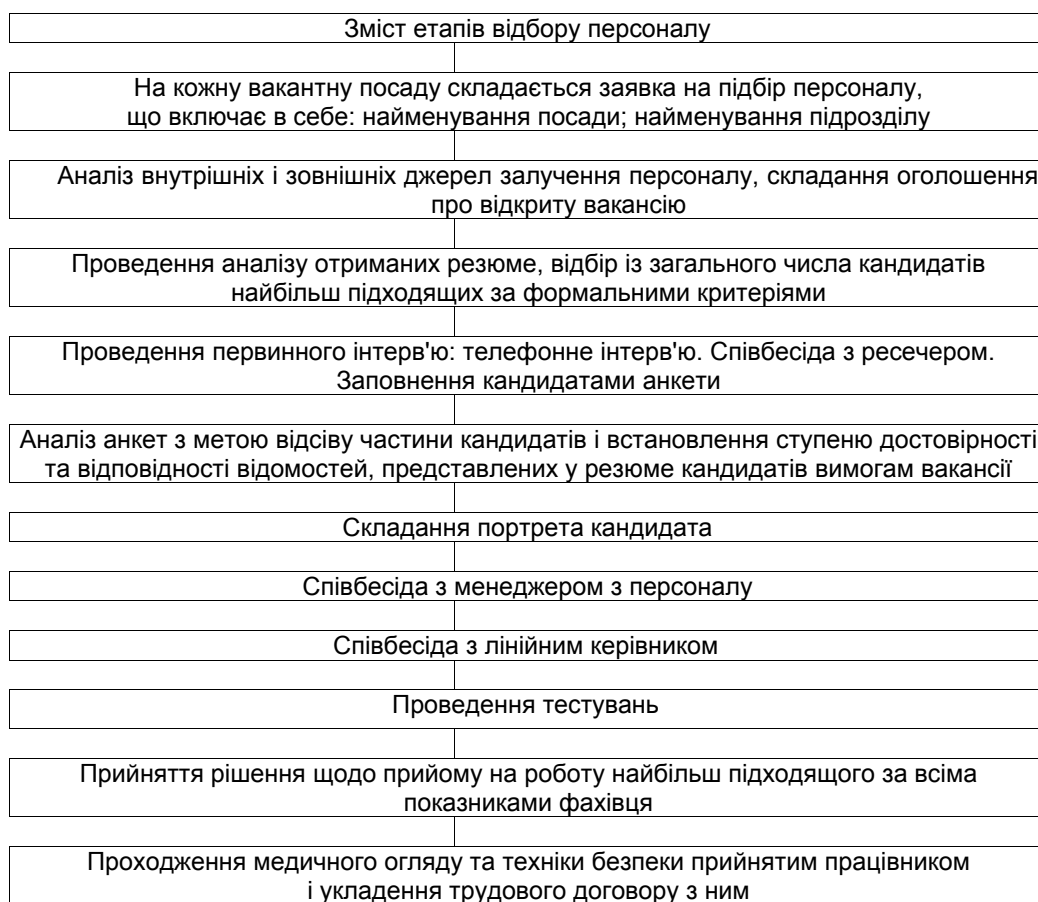 Зміст етапів відбору персоналу
На кожну вакантну посаду складається заявка на підбір персоналу,
що включає в себе: найменування посади; найменування підрозділу
Аналіз внутрішніх і зовнішніх джерел залучення персоналу, складання оголошення
про відкриту вакансію
Проведення аналізу отриманих резюме, відбір із загального числа кандидатів
найбільш підходящих за формальними критеріями
Проведення первинного інтерв'ю: телефонне інтерв'ю. Співбесіда з ресечером.
Заповнення кандидатами анкети
Аналіз анкет з метою відсіву частини кандидатів і встановлення ступеню достовірності
та відповідності відомостей, представлених у резюме кандидатів вимогам вакансії
Складання портрета кандидата
Співбесіда з менеджером з персоналу
Співбесіда з лінійним керівником
Проведення тестувань
Прийняття рішення щодо прийому на роботу найбільш підходящого за всіма
показниками фахівця
Проходження медичного огляду та техніки безпеки прийнятим працівником
і укладення трудового договору з ним